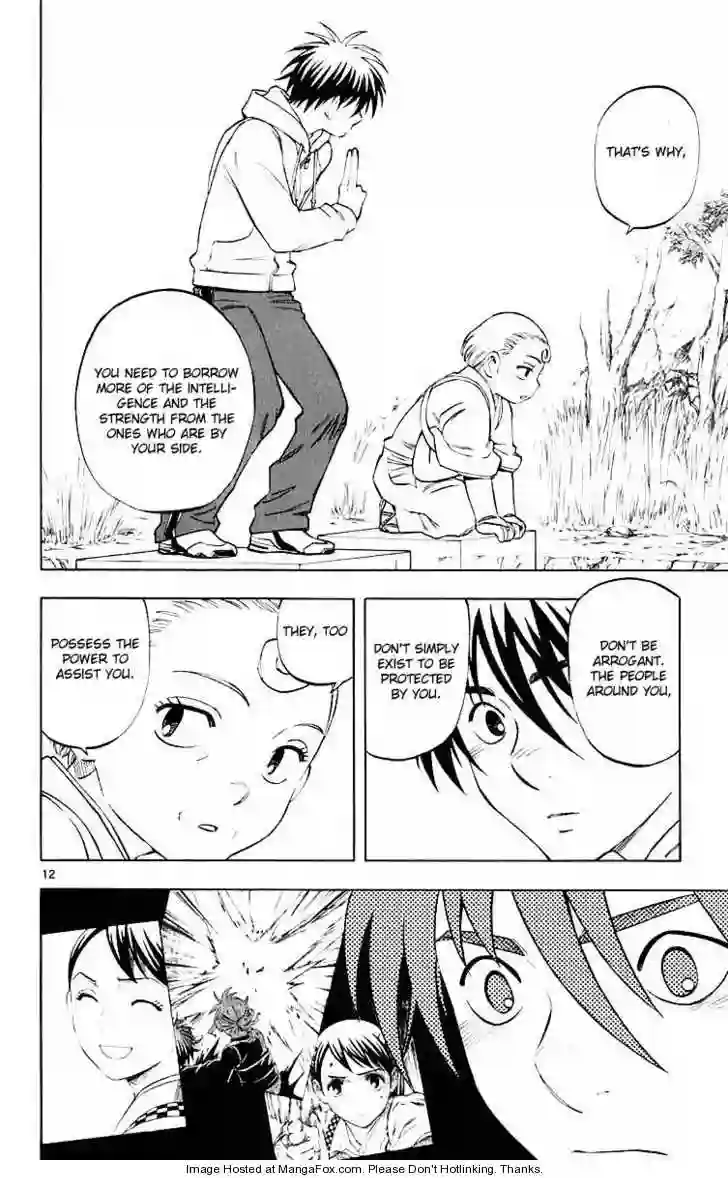 THAT'S WHY,
YOU NEED TO BORROW
MORE OF THE INTELLI-
GENCE AND THE
STRENGTH FROM THE
ONES WHO ARE BY
YOUR SIDE.
DON'T BE
ARROGANT.
THE PEOPLE
AROUND YOU,
DON'T SIMPLY
EXIST TO BE
PROTECTED
BY YOU.
THEY, TOO
POSSESS THE
POWER TO
ASSIST YOU.
12
Image Hosted at MangaFox.com. Please Don't Hotlinking. Thanks.